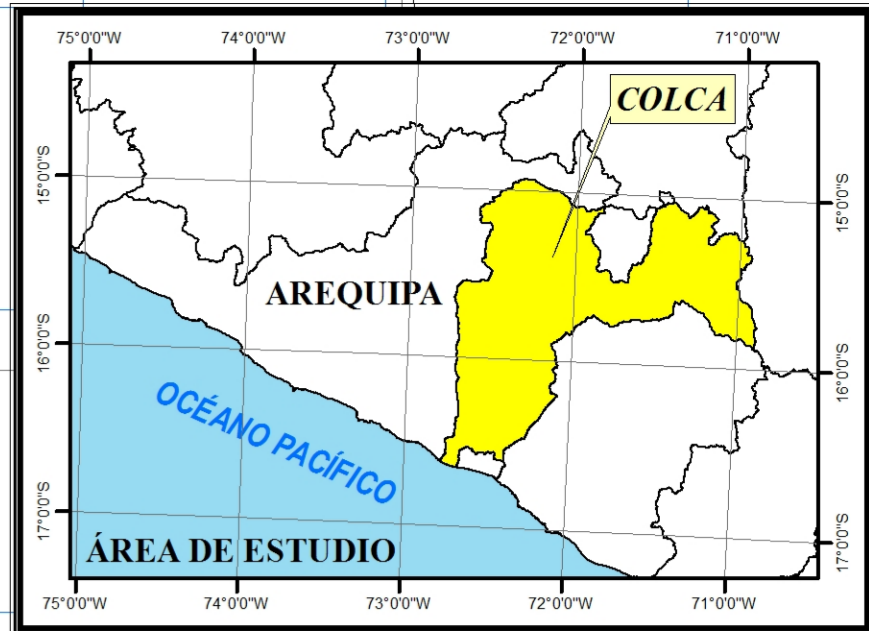 75°0'0"W 74°0'0"W 73°0'0"W 72°0'0"W 71°0'0"W
COLCA
15°0'0"S 15°0'0"S
AREQUIPA
16°0'0"S 16°0'0"S
OCÉANO PACÍFICO
17°0'0"S 17°0'0"S
ÁREA DE ESTUDIO
75°0'0"W 74°0'0"W 73°0'0"W 72°0'0"W 71°0'0"W